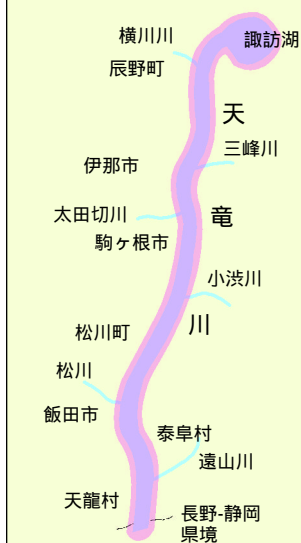 横川川
諏訪湖
辰野町
天
三峰川
伊那市
太田切川
竜
駒ヶ根市
小渋川
川
松川町
松川
飯田市
泰阜村
遠山川
天龍村
長野-静岡
県境